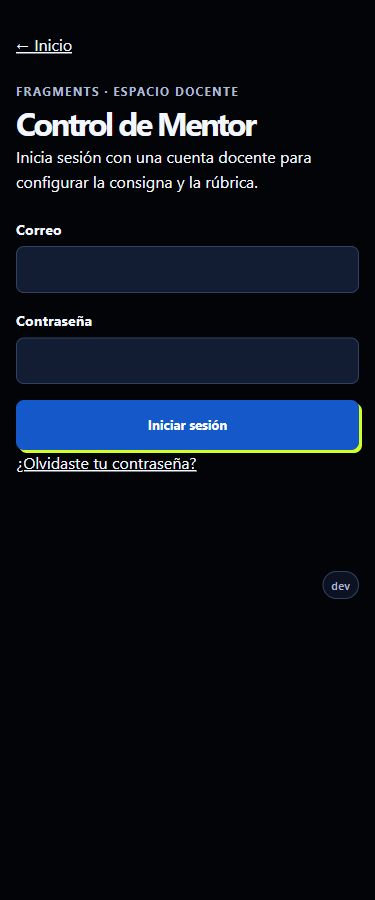 ← Inicio
FRAGMENTS · ESPACIO DOCENTE
Control de Mentor
Inicia sesión con una cuenta docente para
configurar la consigna y la rúbrica.
Correo
Contraseña
Iniciar sesión
¿Olvidaste tu contraseña?
dev